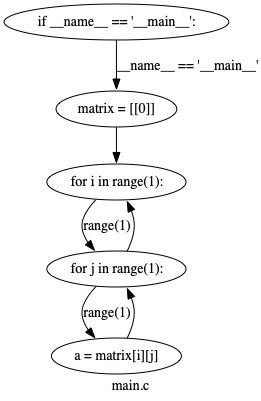 if __name__ == '__main__':
__name__ == '__main__'
matrix = [[0]]
for i in range(1):
range(1)
for j in range(1):
range(1)
a = matrix[i][j]
main.c